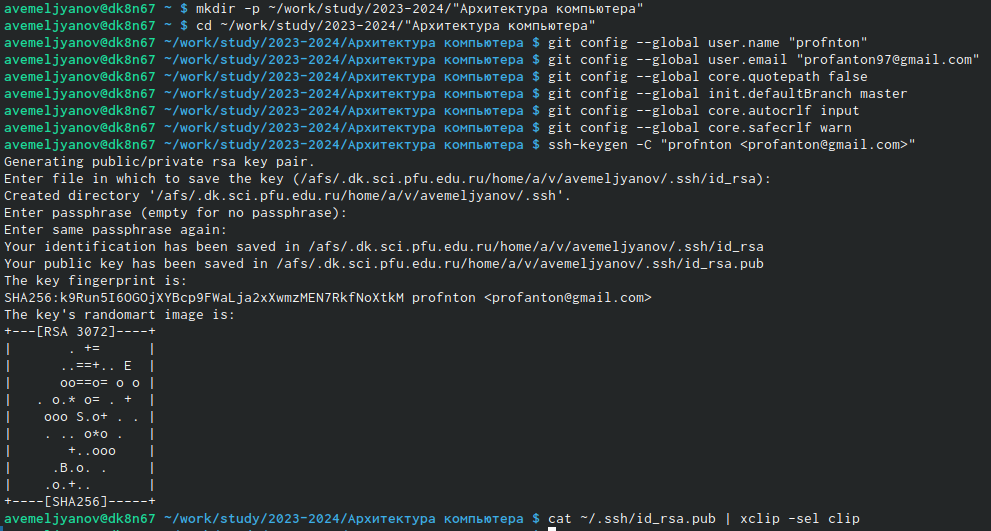 avemeljyanov@dk8n67 ~ $ mkdir -p ~/work/study/2023-2024/"Архитектура компьютера"
avemeljyanov@dk8n67 ~ $ cd ~/work/study/2023-2024/"Архитектура компьютера"
avemeljyanov@dk8n67 ~/work/study/2023-2024/Архитектура компьютера $ git config --global user.name "profnton"
avemeljyanov@dk8n67 ~/work/study/2023-2024/Архитектура компьютера $ git config --global user.email "profanton97@gmail.com"
avemeljyanov@dk8n67 ~/work/study/2023-2024/Архитектура компьютера $ git config --global core.quotepath false
avemeljyanov@dk8n67 ~/work/study/2023-2024/Архитектура компьютера $ git config --global init.defaultBranch master
avemeljyanov@dk8n67 ~/work/study/2023-2024/Архитектура компьютера $ git config --global core.autocrlf input
avemeljyanov@dk8n67 ~/work/study/2023-2024/Архитектура компьютера $ git config --global core.safecrlf warn
avemeljyanov@dk8n67 ~/work/study/2023-2024/Архитектура компьютера $ ssh-keygen -C "profnton <profanton@gmail.com>"
Generating public/private rsa key pair.
Enter file in which to save the key (/afs/.dk.sci.pfu.edu.ru/home/a/v/avemeljyanov/.ssh/id_rsa):
Created directory '/afs/.dk.sci.pfu.edu.ru/home/a/v/avemeljyanov/.ssh'.
Enter passphrase (empty for no passphrase):
Enter same passphrase again:
Your identification has been saved in /afs/.dk.sci.pfu.edu.ru/home/a/v/avemeljyanov/.ssh/id_rsa
Your public key has been saved in /afs/.dk.sci.pfu.edu.ru/home/a/v/avemeljyanov/.ssh/id_rsa.pub
The key fingerprint is:
SHA256:k9Run5I6OGOjXYBcp9FWaLja2xXwmzMEN7RkfNoXtkM profnton <profanton@gmail.com>
The key's randomart image is:
+---[RSA 3072]----+
|       . +=      |
|      ..==+.. E  |
|      oo==o= o o |
|   . o.* o= . +  |
|    ooo S.o+ . . |
|    . .. o*o .   |
|       +..ooo    |
|     .B.o. .     |
|    .o.+..       |
+----[SHA256]-----+
avemeljyanov@dk8n67 ~/work/study/2023-2024/Архитектура компьютера $ cat ~/.ssh/id_rsa.pub | xclip -sel clip